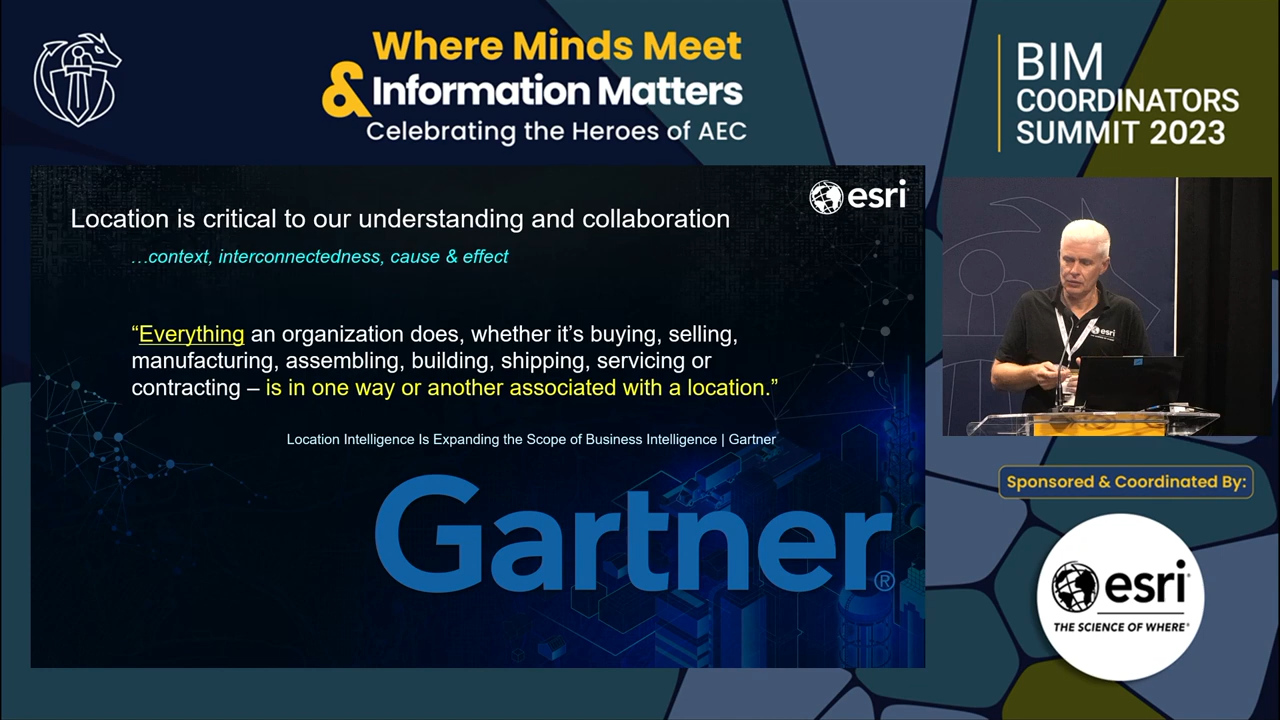 Where Minds Meet
& Information Matters
Celebrating the Heroes of AEC
BIM
COORDINATORS
SUMMIT 2023
esri
Location is critical to our understanding and collaboration
…context, interconnectedness, cause & effect
“Everything an organization does, whether it’s buying, selling,
manufacturing, assembling, building, shipping, servicing or
contracting – is in one way or another associated with a location.”
Location Intelligence Is Expanding the Scope of Business Intelligence | Gartner
Gartner®
esri
Sponsored & Coordinated By:
esri
THE SCIENCE OF WHERE®